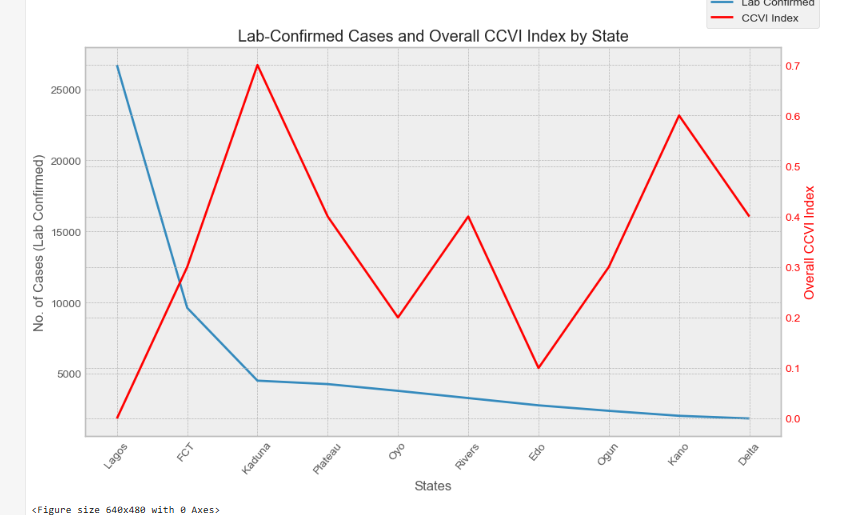 Lab Confirmed
CCVI Index
Lab-Confirmed Cases and Overall CCVI Index by State
No. of Cases (Lab Confirmed)
25000
20000
15000
10000
5000
0.7
0.6
0.5
0.4
0.3
0.2
0.1
0.0
Overall CCVI Index
Lagos
FCT
Kaduna
Plateau
Oyo
Rivers
Edo
Ogun
Kano
Delta
States
<Figure size 640x480 with 0 Axes>